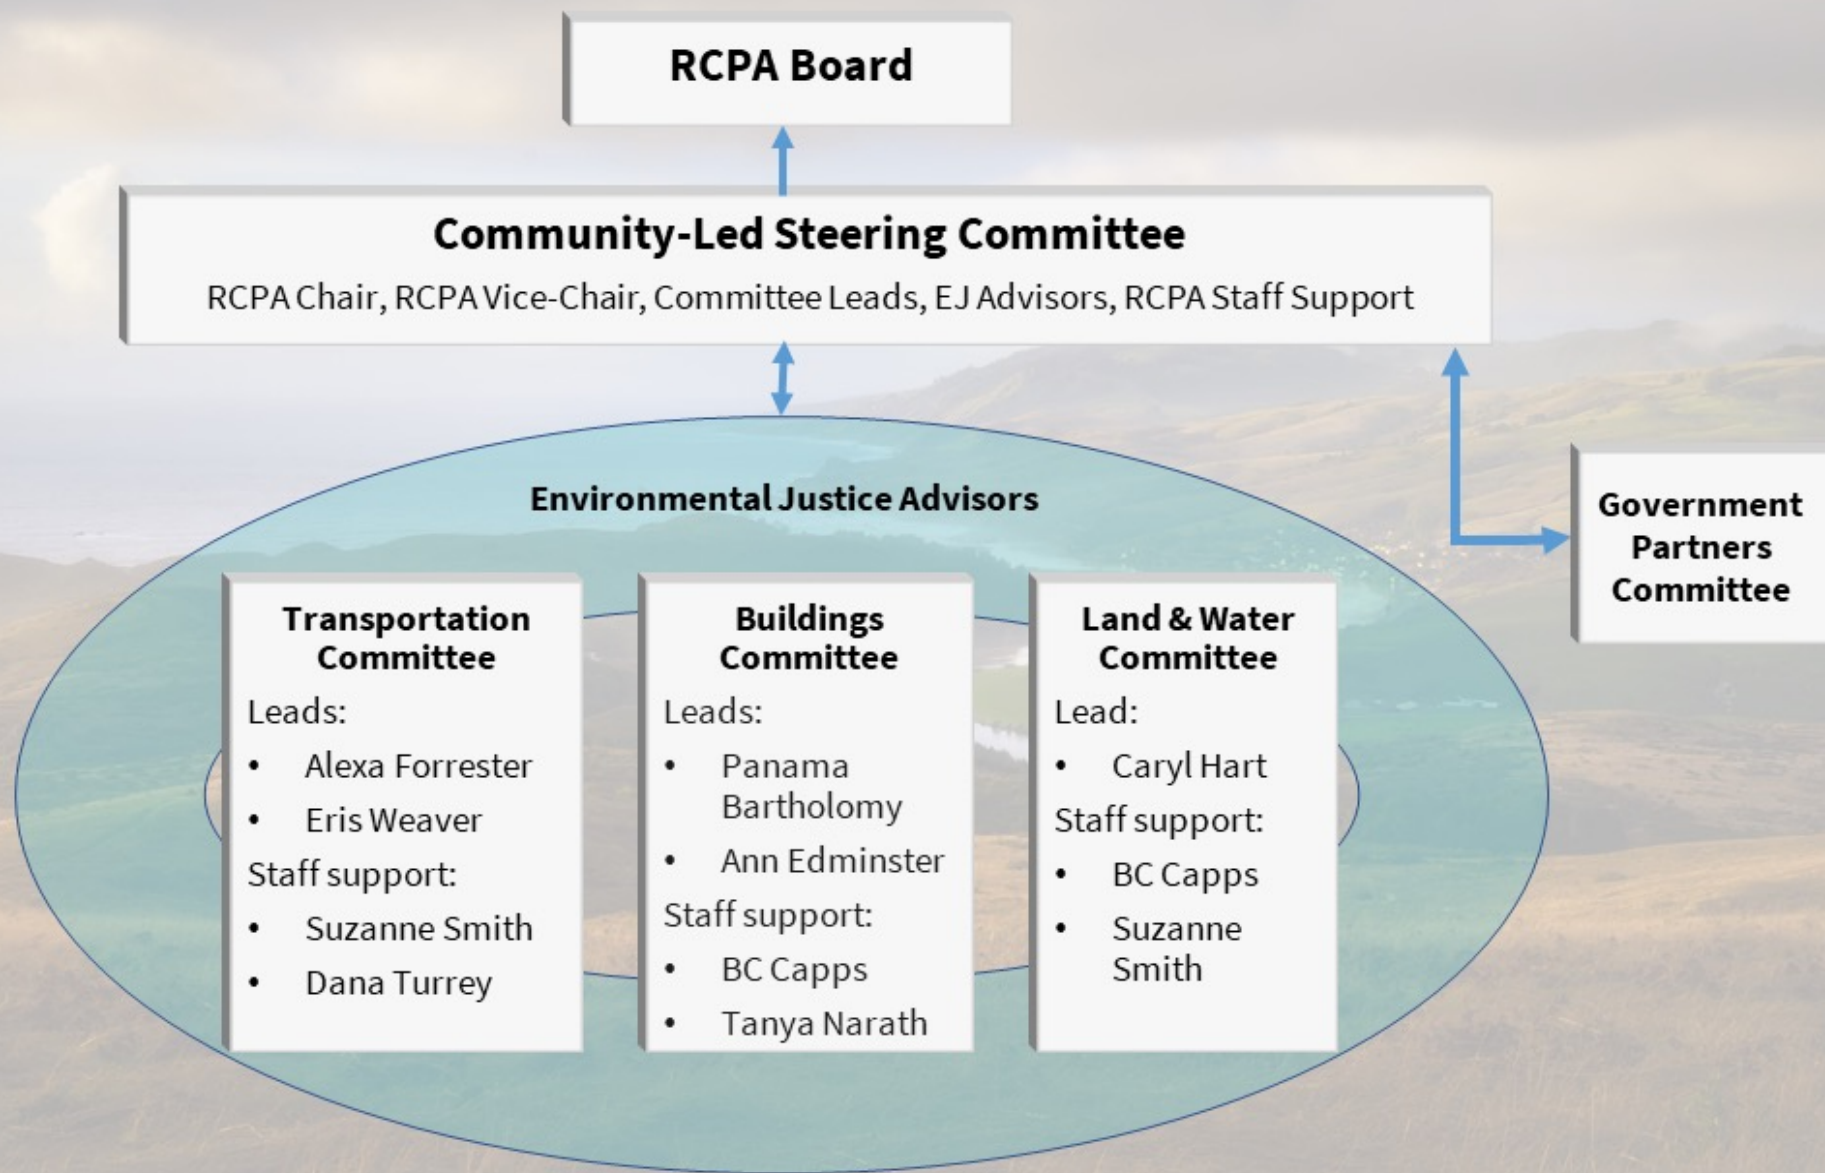 RCPA Board
Community-Led Steering Committee
RCPA Chair, RCPA Vice-Chair, Committee Leads, EJ Advisors, RCPA Staff Support
Environmental Justice Advisors
Government
Partners
Committee
Transportation
Committee
Leads:
• Alexa Forrester
• Eris Weaver
Staff support:
• Suzanne Smith
• Dana Turrey
Buildings
Committee
Leads:
• Panama
Bartholomy
• Ann Edminster
Staff support:
• BC Capps
• Tanya Narath
Land & Water
Committee
Lead:
• Caryl Hart
Staff support:
• BC Capps
• Suzanne
Smith